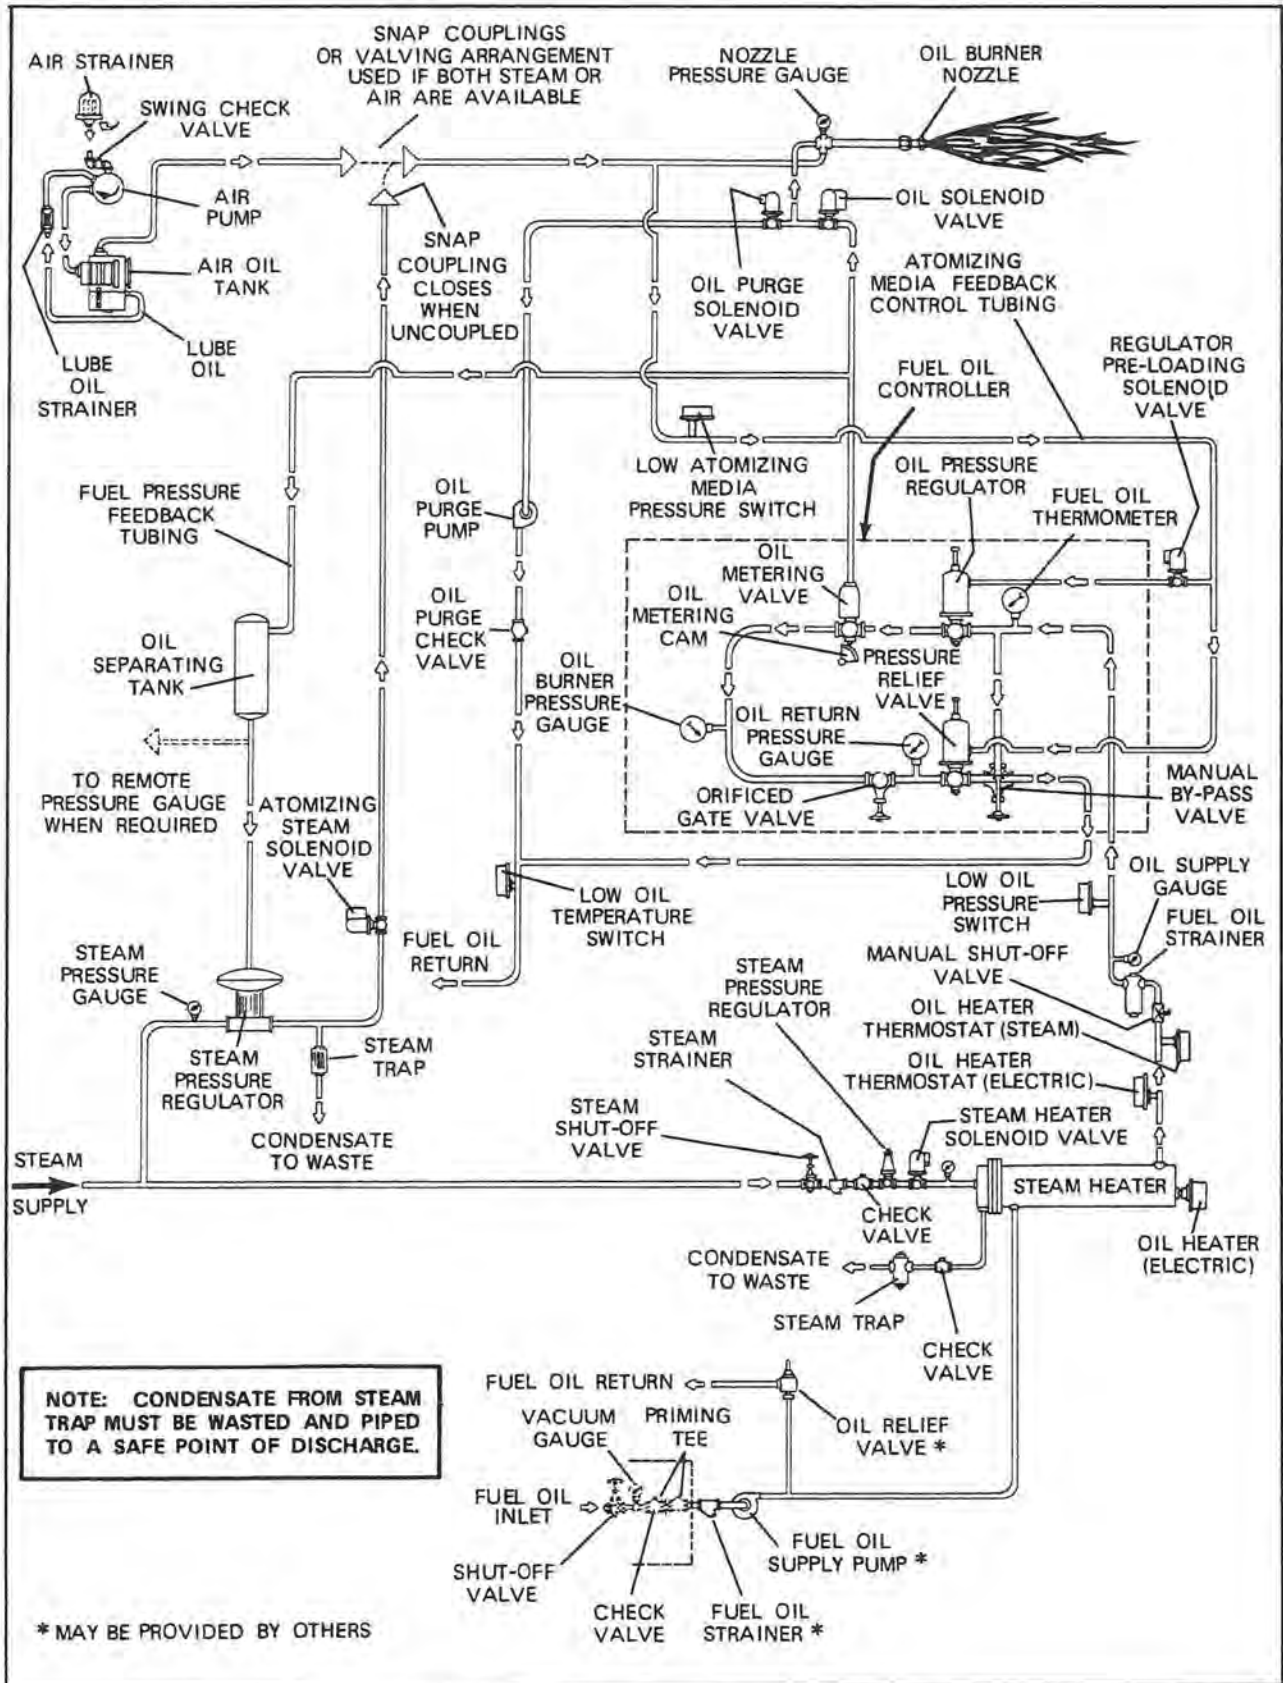 SNAP COUPLINGS
OR VALVING ARRANGEMENT
USED IF BOTH STEAM OR
AIR ARE AVAILABLE
NOZZLE
PRESSURE GAUGE
OIL BURNER
NOZZLE
AIR STRAINER
SWING CHECK
VALVE
AIR
PUMP
AIR OIL
TANK
LUBE
OIL
LUBE
OIL
STRAINER
SNAP
COUPLING
CLOSES
WHEN
UNCOUPLED
OIL SOLENOID
VALVE
OIL PURGE
SOLENOID
VALVE
ATOMIZING
MEDIA FEEDBACK
CONTROL TUBING
REGULATOR
PRE-LOADING
SOLENOID
VALVE
FUEL OIL
CONTROLLER
LOW ATOMIZING
MEDIA
PRESSURE SWITCH
OIL PRESSURE
REGULATOR
FUEL OIL
THERMOMETER
FUEL PRESSURE
FEEDBACK
TUBING
OIL
PURGE
PUMP
OIL
METERING
VALVE
OIL
METERING
CAM
OIL
PURGE
CHECK
VALVE
OIL
SEPARATING
TANK
OIL
BURNER
PRESSURE
GAUGE
PRESSURE
RELIEF
VALVE
OIL RETURN
PRESSURE
GAUGE
TO REMOTE
PRESSURE GAUGE
WHEN REQUIRED
ORIFICED
GATE VALVE
MANUAL
BY-PASS
VALVE
ATOMIZING
STEAM
SOLENOID
VALVE
LOW OIL
TEMPERATURE
SWITCH
LOW OIL
PRESSURE
SWITCH
OIL SUPPLY
GAUGE
FUEL OIL
STRAINER
FUEL OIL
RETURN
STEAM
PRESSURE
GAUGE
STEAM
PRESSURE
REGULATOR
MANUAL SHUT-OFF
VALVE
OIL HEATER
THERMOSTAT (STEAM)
STEAM
PRESSURE
REGULATOR
STEAM
TRAP
STEAM
STRAINER
OIL HEATER
THERMOSTAT (ELECTRIC)
CONDENSATE
TO WASTE
STEAM
SHUT-OFF
VALVE
STEAM HEATER
SOLENOID VALVE
STEAM
SUPPLY
STEAM HEATER
CHECK
VALVE
OIL HEATER
(ELECTRIC)
CONDENSATE
TO WASTE
STEAM TRAP
CHECK
VALVE
NOTE: CONDENSATE FROM STEAM
TRAP MUST BE WASTED AND PIPED
TO A SAFE POINT OF DISCHARGE.
FUEL OIL RETURN
VACUUM
GAUGE
PRIMING
TEE
OIL RELIEF
VALVE *
FUEL OIL
INLET
SHUT-OFF
VALVE
FUEL OIL
SUPPLY PUMP *
CHECK
VALVE
FUEL OIL
STRAINER *
* MAY BE PROVIDED BY OTHERS